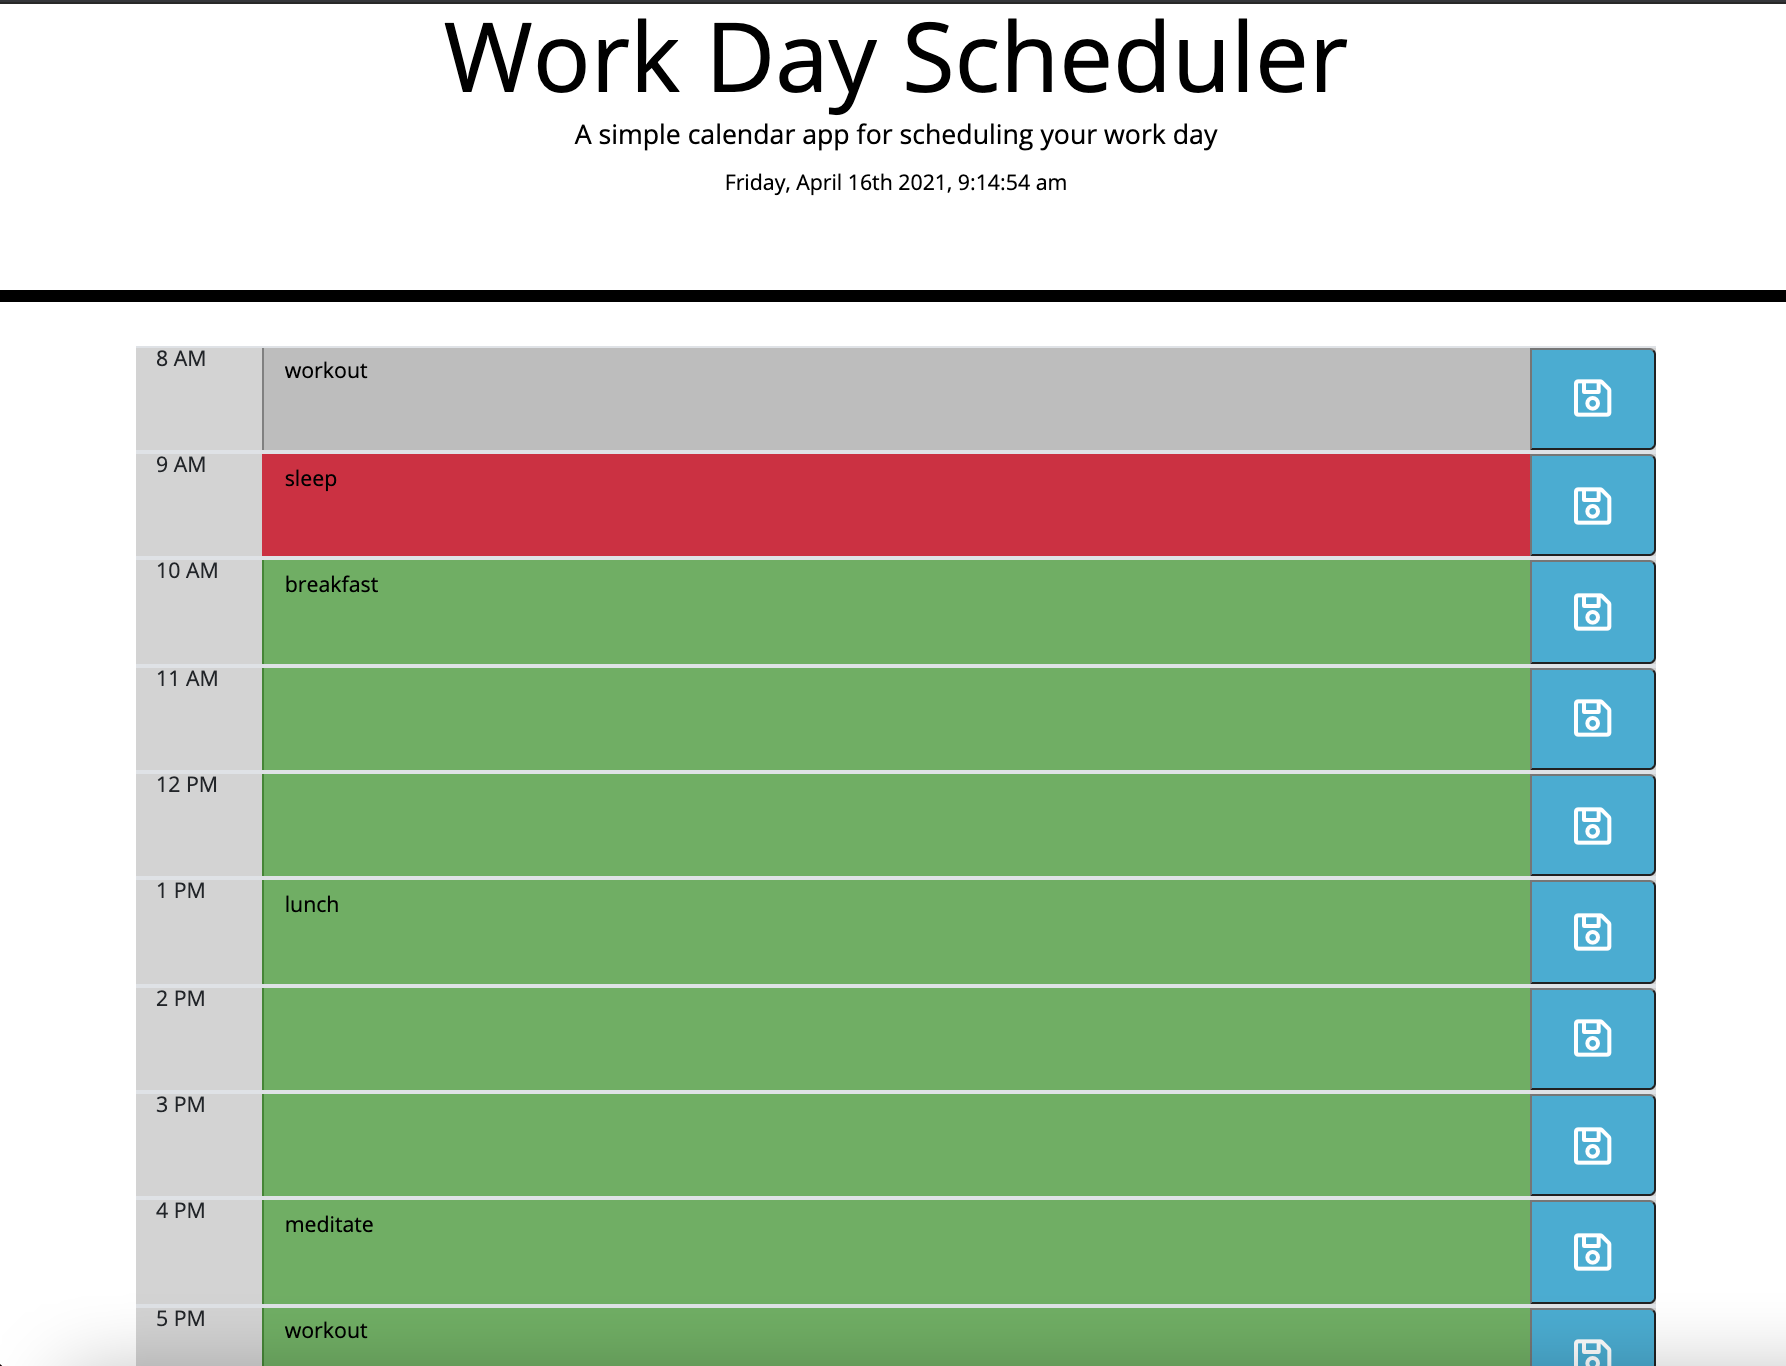 Work Day Scheduler
A simple calendar app for scheduling your work day
Friday, April 16th 2021, 9:14:54 am
8 AM
workout
9 AM
sleep
10 AM
breakfast
11 AM
12 PM
1 PM
lunch
2 PM
3 PM
4 PM
meditate
5 PM
workout